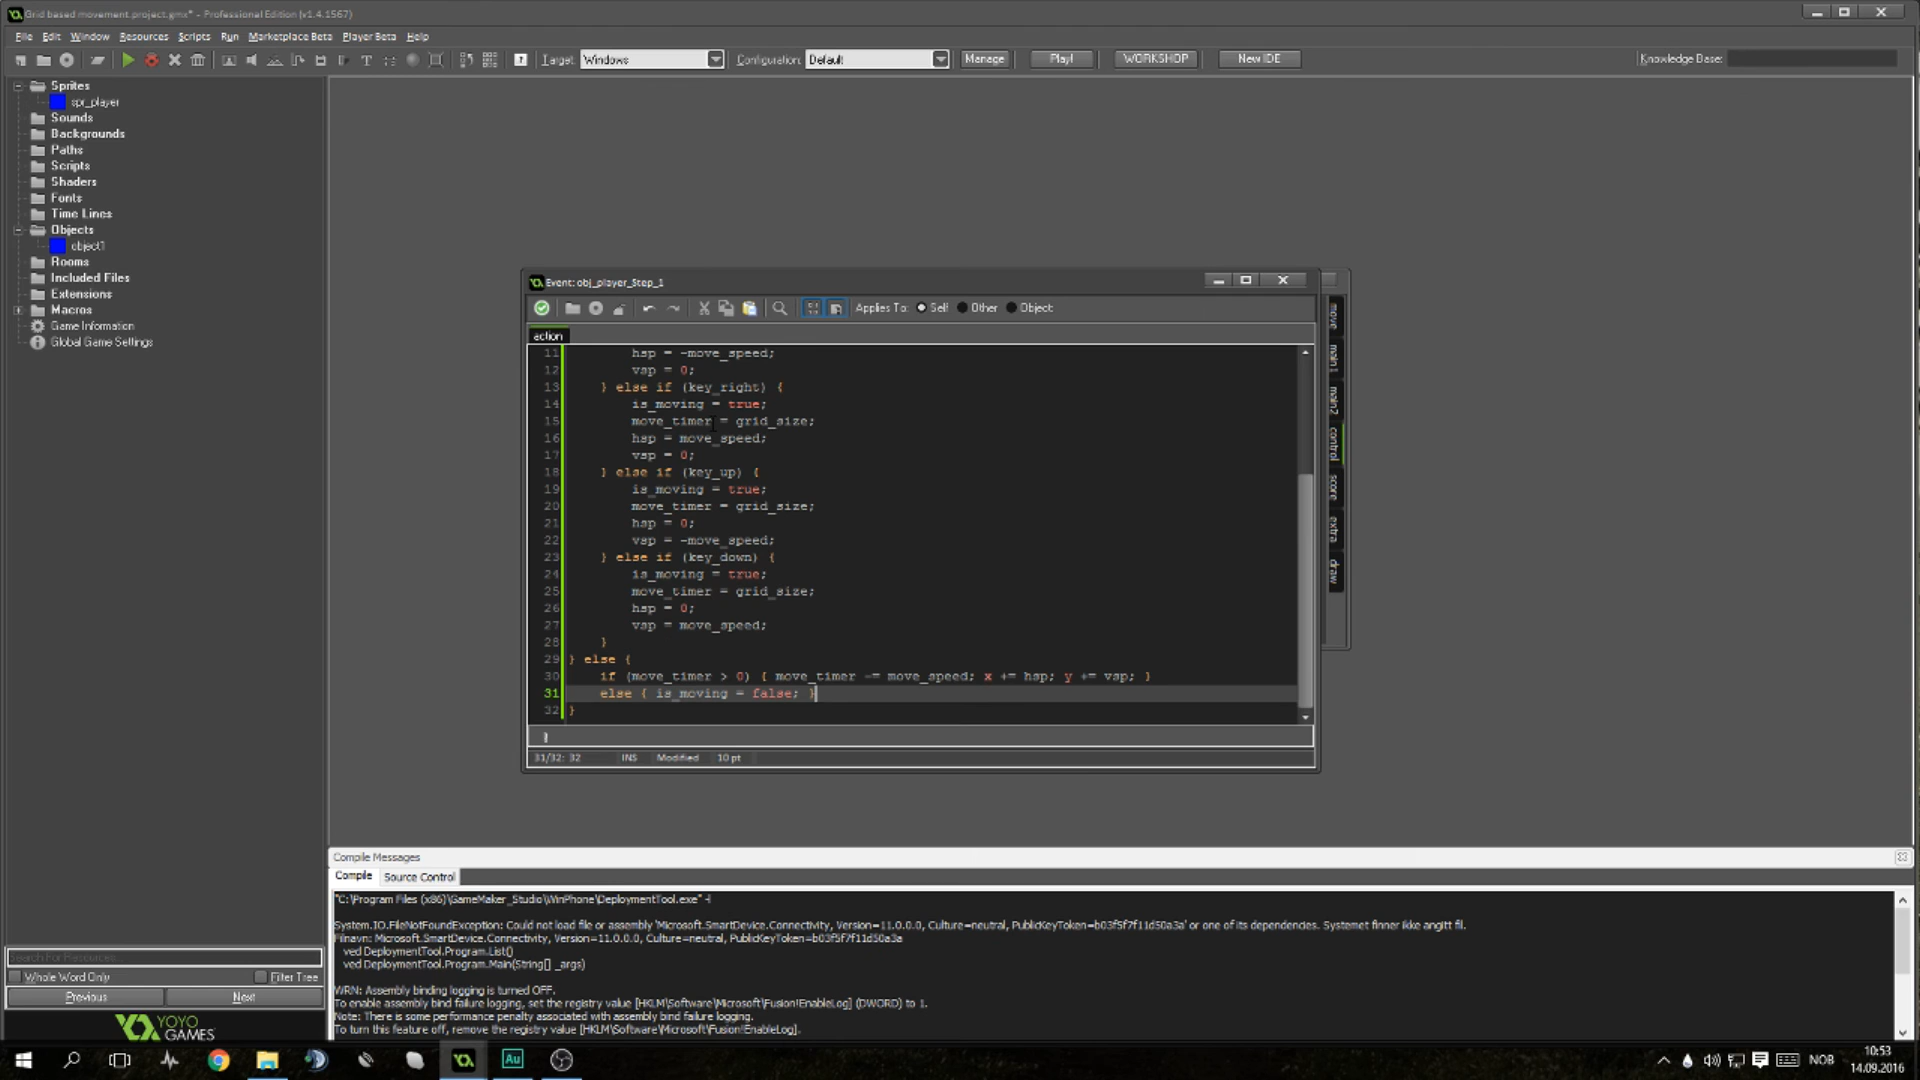 Grid based movement.project.gmx* - Professional Edition (v1.4.1567)
File Edit Window Resources Scripts Run Marketplace Beta Player Beta Help
Target: Windows Configuration: Default Manage Play! WORKSHOP New IDE Knowledge Base:
Sprites
spr_player
Sounds
Backgrounds
Paths
Scripts
Shaders
Fonts
Time Lines
Objects
object1
Rooms
Included Files
Extensions
Macros
Game Information
Global Game Settings
Event: obj_player_Step_1
Applies To: Self Other Object:
action
11 hsp = -move_speed;
12 vsp = 0;
13 } else if (key_right) {
14 is_moving = true;
15 move_timer = grid_size;
16 hsp = move_speed;
17 vsp = 0;
18 } else if (key_up) {
19 is_moving = true;
20 move_timer = grid_size;
21 hsp = 0;
22 vsp = -move_speed;
23 } else if (key_down) {
24 is_moving = true;
25 move_timer = grid_size;
26 hsp = 0;
27 vsp = move_speed;
28 }
29 } else {
30 if (move_timer > 0) { move_timer -= move_speed; x += hsp; y += vsp; }
31 else { is_moving = false; }
32 }
}
31/32: 32 INS Modified 10 pt
move
main1
main2
control
score
extra
draw
Compile Messages
Compile Source Control
"C:\Program Files (x86)\GameMaker_Studio\WinPhone\DeploymentTool.exe" -l
System.IO.FileNotFoundException: Could not load file or assembly 'Microsoft.SmartDevice.Connectivity, Version=11.0.0.0, Culture=neutral, PublicKeyToken=b03f5f7f11d50a3a' or one of its dependencies. Systemet finner ikke angitt fil.
Filnavn: Microsoft.SmartDevice.Connectivity, Version=11.0.0.0, Culture=neutral, PublicKeyToken=b03f5f7f11d50a3a
ved DeploymentTool.Program.List()
ved DeploymentTool.Program.Main(String[] _args)
WRN: Assembly binding logging is turned OFF.
To enable assembly bind failure logging, set the registry value [HKLM\Software\Microsoft\Fusion!EnableLog] (DWORD) to 1.
Note: There is some performance penalty associated with assembly bind failure logging.
To turn this feature off, remove the registry value [HKLM\Software\Microsoft\Fusion!EnableLog].
Search For Resources...
Whole Word Only Filter Tree
Previous Next
YOYO
GAMES
Au
NOB
10:53
14.09.2016